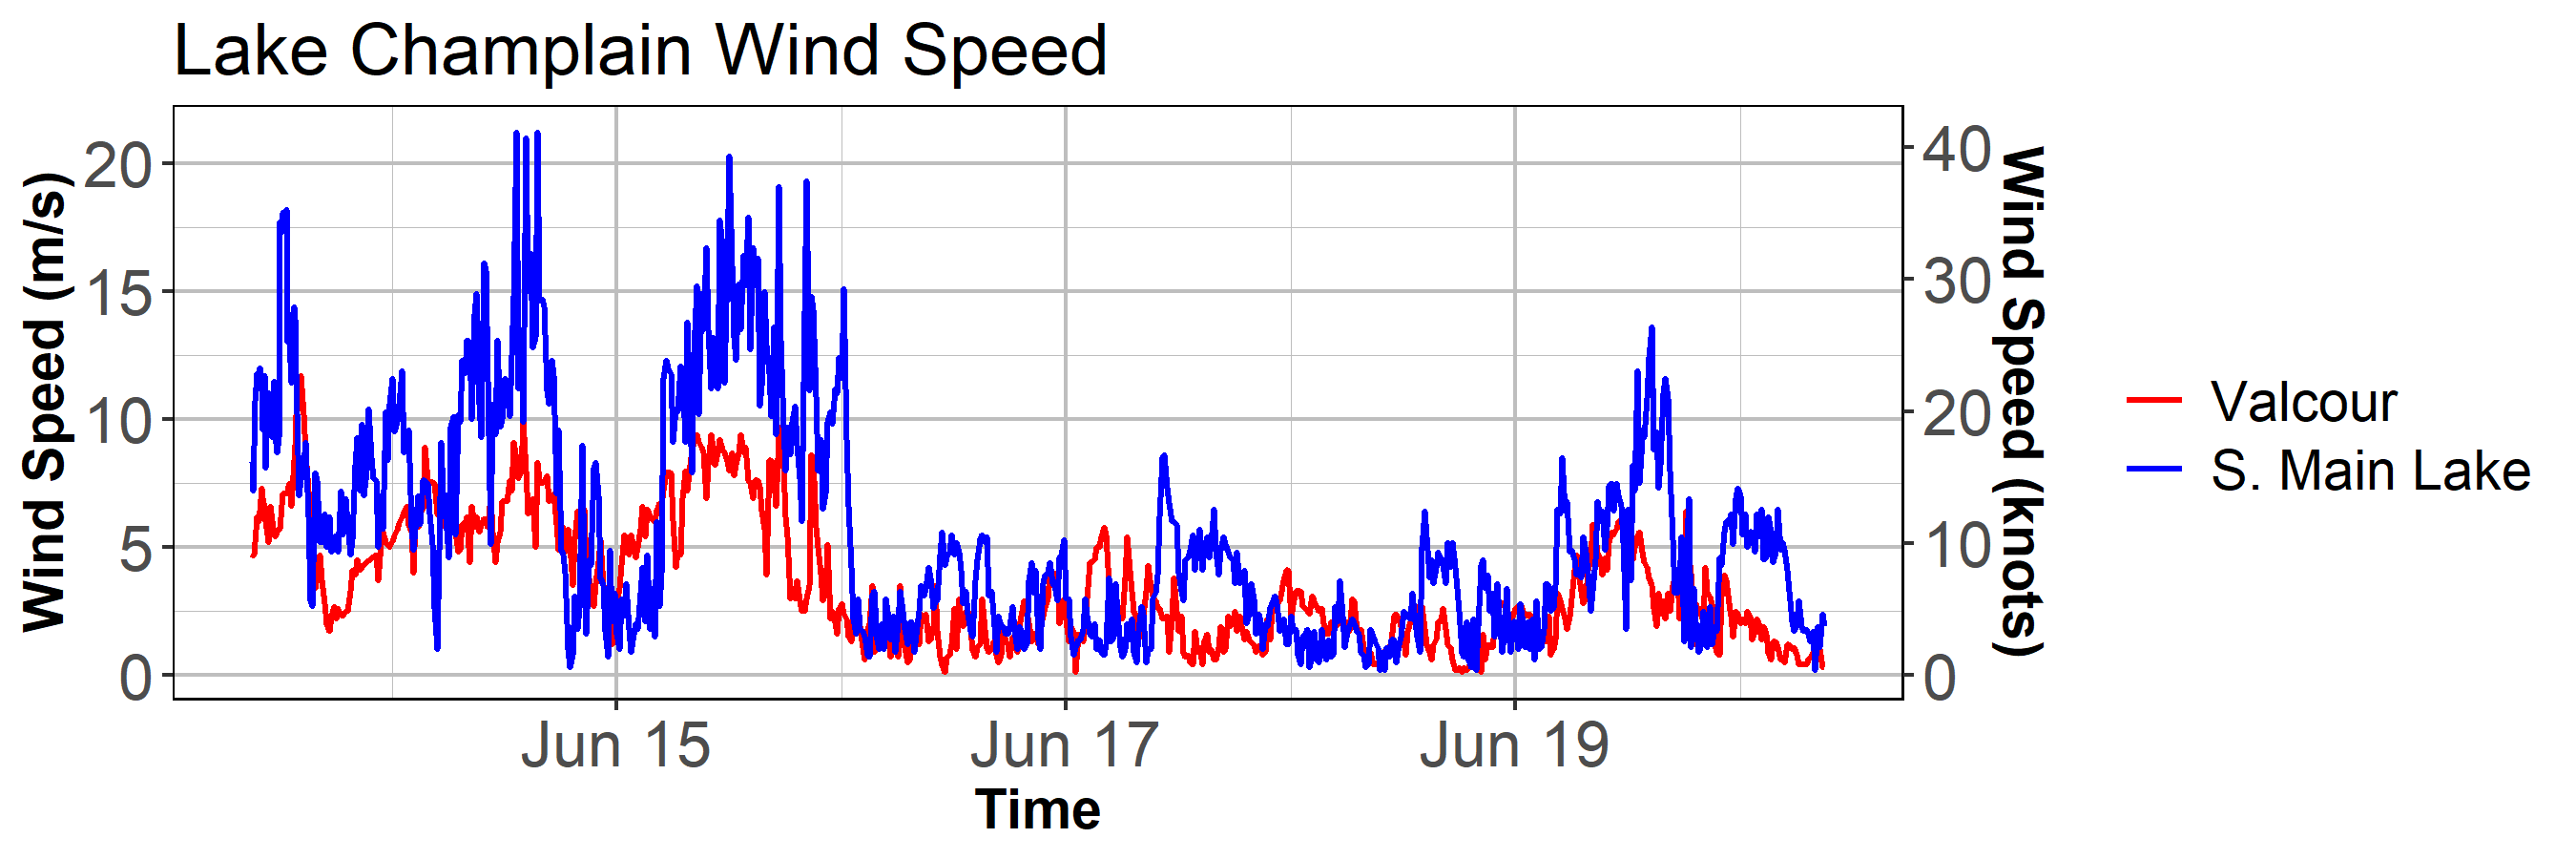 Lake Champlain Wind Speed
Wind Speed (m/s)
20
15
10
5
0
40
30
20
10
0
Wind Speed (knots)
Jun 15
Jun 17
Jun 19
Time
Valcour
S. Main Lake